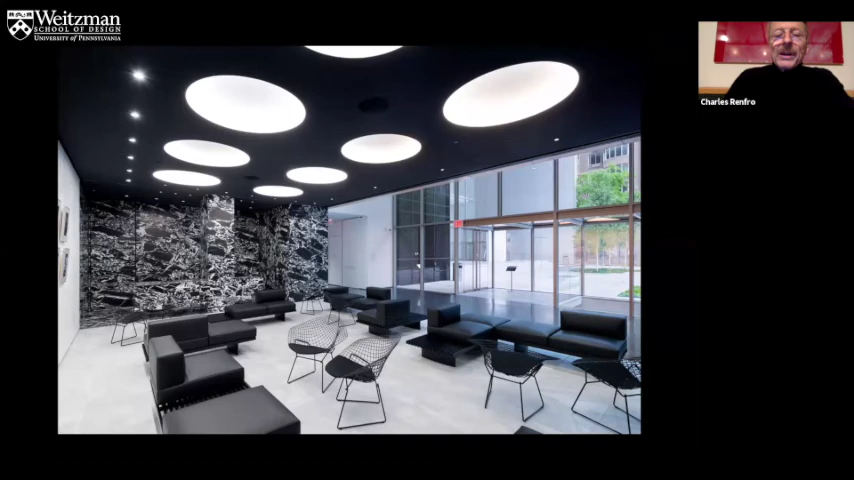 Weitzman
SCHOOL OF DESIGN
UNIVERSITY of PENNSYLVANIA
Charles Renfro